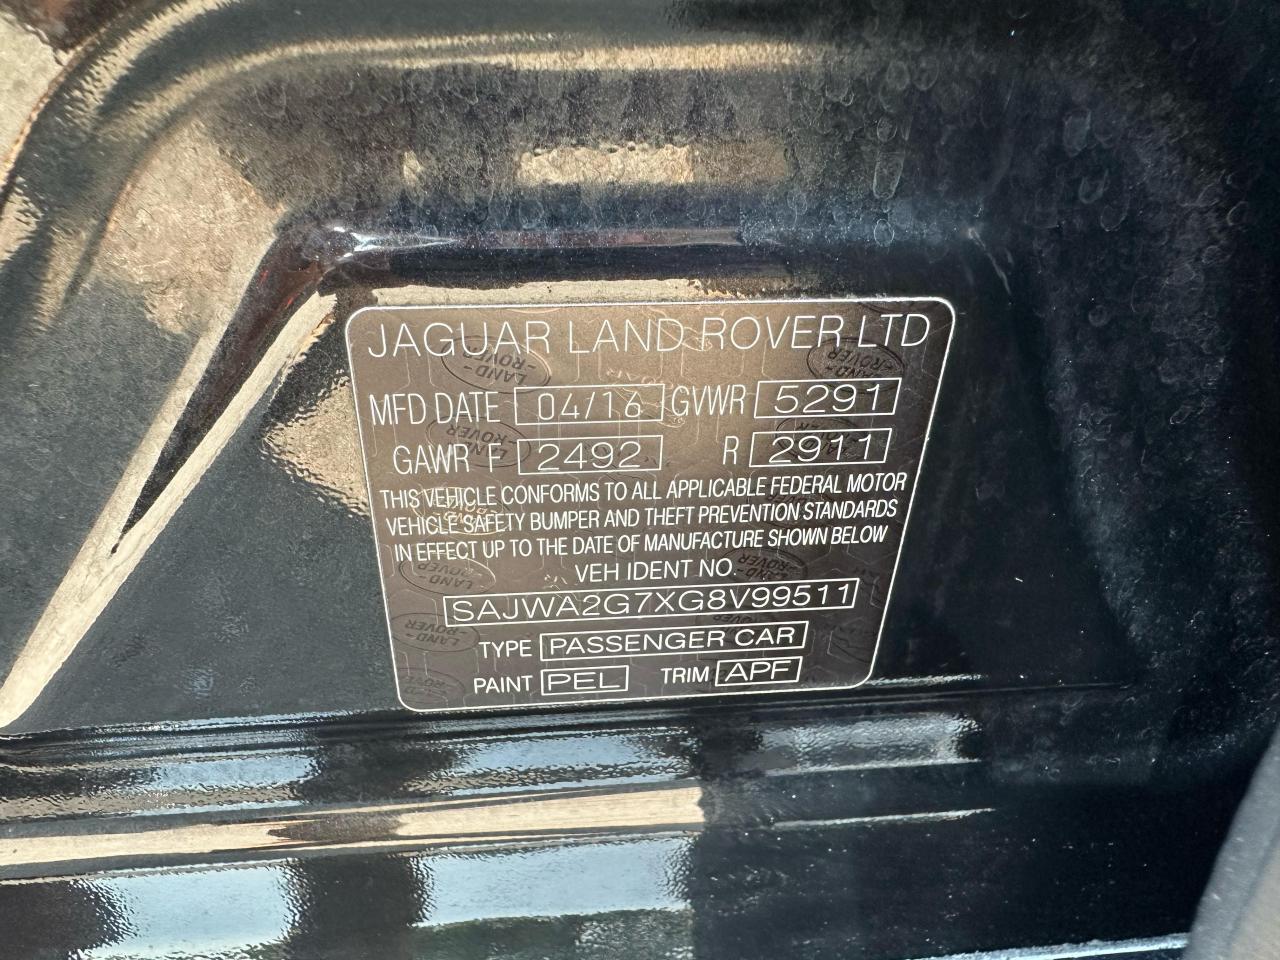 JAGUAR LAND ROVER LTD
MFD DATE 04/16 GVWR 5291
GAWR F 2492 R 2911
THIS VEHICLE CONFORMS TO ALL APPLICABLE FEDERAL MOTOR
VEHICLE SAFETY BUMPER AND THEFT PREVENTION STANDARDS
IN EFFECT UP TO THE DATE OF MANUFACTURE SHOWN BELOW
VEH IDENT NO.
SAJWA2G7XG8V99511
TYPE PASSENGER CAR
PAINT PEL TRIM APF